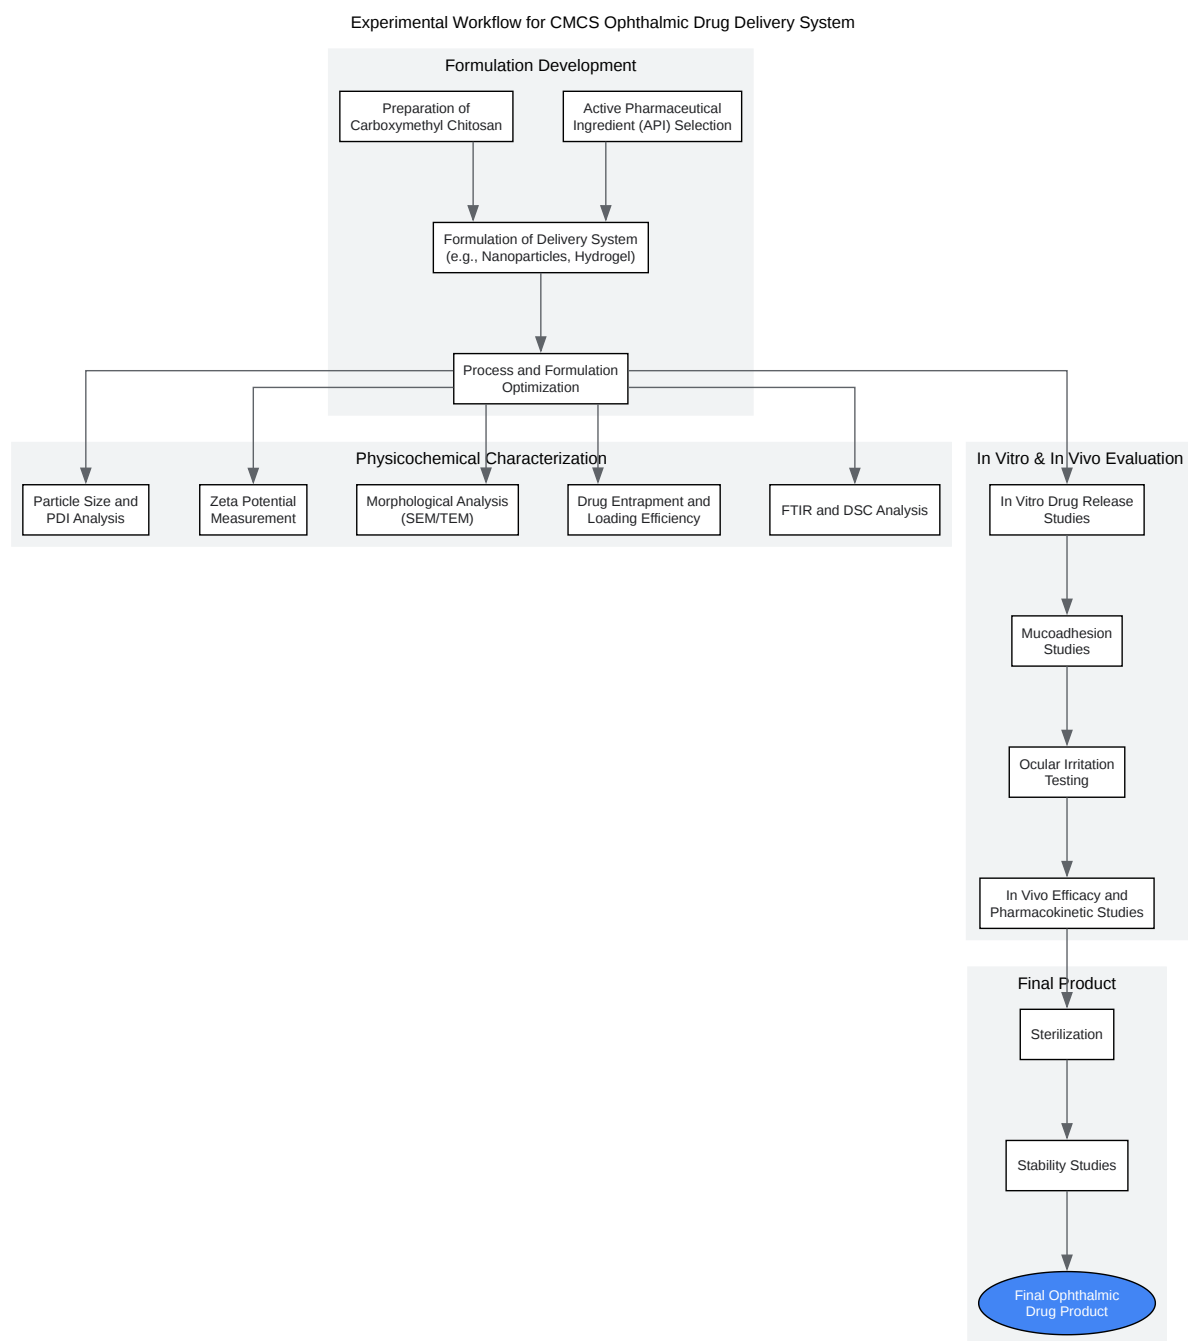 Experimental Workflow for CMCS Ophthalmic Drug Delivery System
Formulation Development
Preparation of
Carboxymethyl Chitosan
Active Pharmaceutical
Ingredient (API) Selection
Formulation of Delivery System
(e.g., Nanoparticles, Hydrogel)
Process and Formulation
Optimization
Physicochemical Characterization
Particle Size and
PDI Analysis
Zeta Potential
Measurement
Morphological Analysis
(SEM/TEM)
Drug Entrapment and
Loading Efficiency
FTIR and DSC Analysis
In Vitro & In Vivo Evaluation
In Vitro Drug Release
Studies
Mucoadhesion
Studies
Ocular Irritation
Testing
In Vivo Efficacy and
Pharmacokinetic Studies
Final Product
Sterilization
Stability Studies
Final Ophthalmic
Drug Product